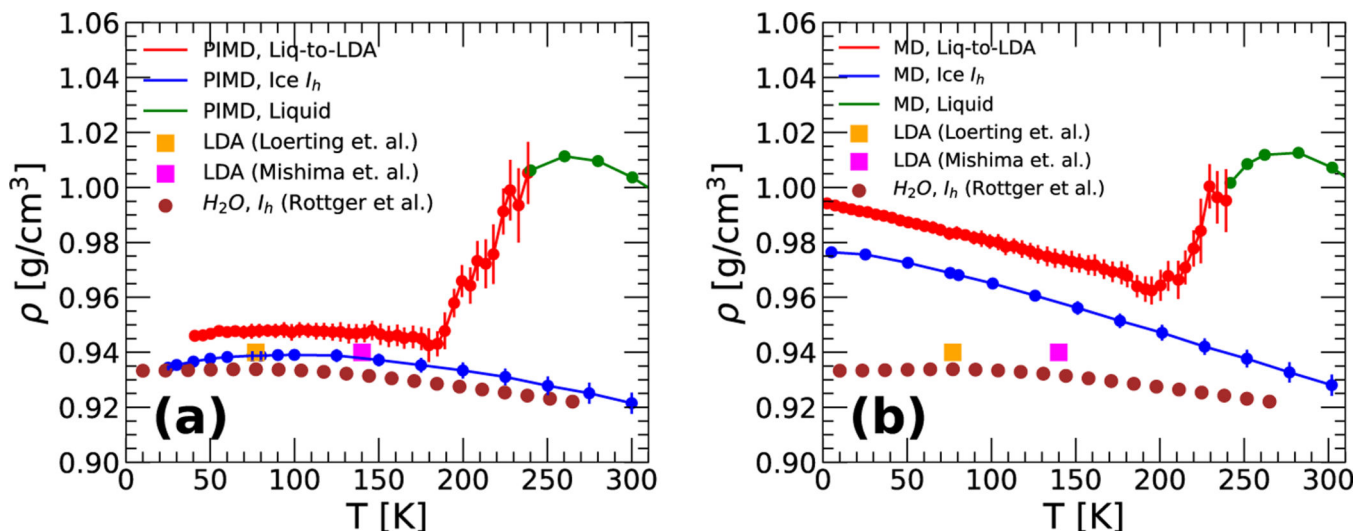 1.06
1.04
1.02
1.00
0.98
0.96
0.94
0.92
0.90
ρ [g/cm³]
PIMD, Liq-to-LDA
PIMD, Ice Iₕ
PIMD, Liquid
LDA (Loerting et. al.)
LDA (Mishima et. al.)
H₂O, Iₕ (Rottger et al.)
(a)
0 50 100 150 200 250 300
T [K]
1.06
1.04
1.02
1.00
0.98
0.96
0.94
0.92
0.90
ρ [g/cm³]
MD, Liq-to-LDA
MD, Ice Iₕ
MD, Liquid
LDA (Loerting et. al.)
LDA (Mishima et. al.)
H₂O, Iₕ (Rottger et al.)
(b)
0 50 100 150 200 250 300
T [K]